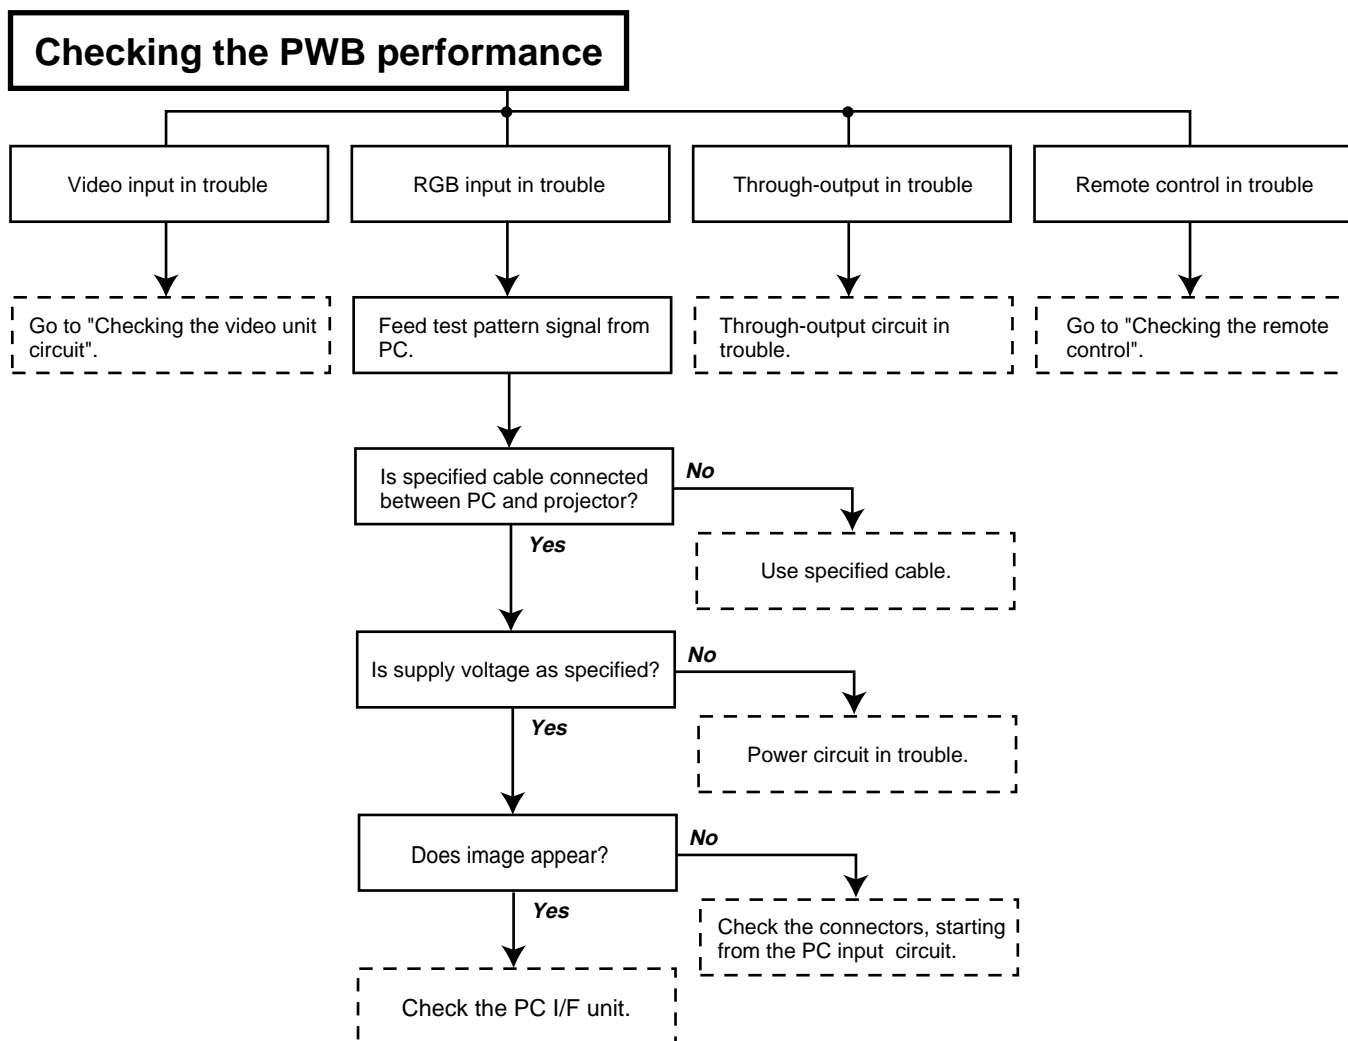 Checking the PWB performance
Video input in trouble
RGB input in trouble
Through-output in trouble
Remote control in trouble
Go to "Checking the video unit
circuit".
Feed test pattern signal from
PC.
Through-output circuit in
trouble.
Go to "Checking the remote
control".
Is specified cable connected
between PC and projector?
No
Yes
Use specified cable.
Is supply voltage as specified?
No
Yes
Power circuit in trouble.
Does image appear?
No
Yes
Check the connectors, starting
from the PC input circuit.
Check the PC I/F unit.